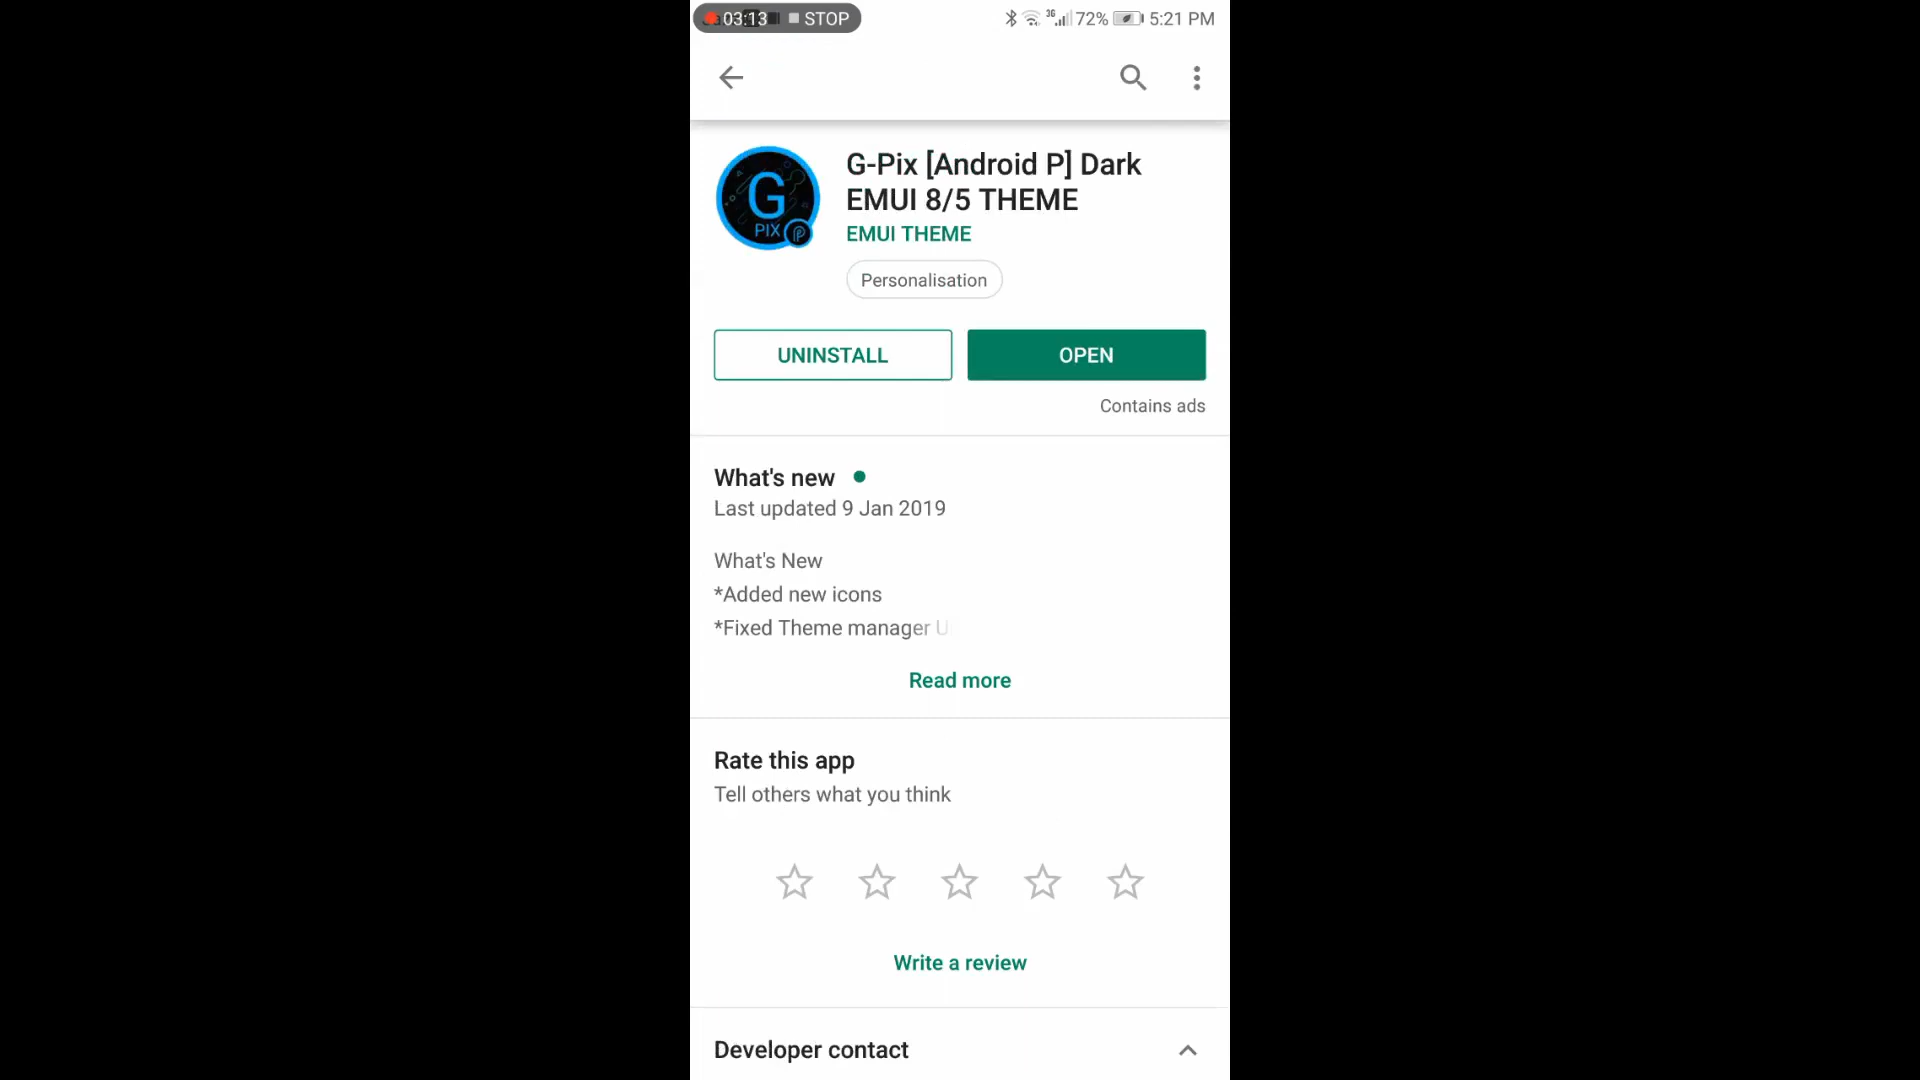 03:13 STOP 3G 72% 5:21 PM
G-Pix [Android P] Dark
EMUI 8/5 THEME
EMUI THEME
G
PIX
Personalisation
UNINSTALL OPEN
Contains ads
What's new
Last updated 9 Jan 2019
What's New
*Added new icons
*Fixed Theme manager U
Read more
Rate this app
Tell others what you think
Write a review
Developer contact